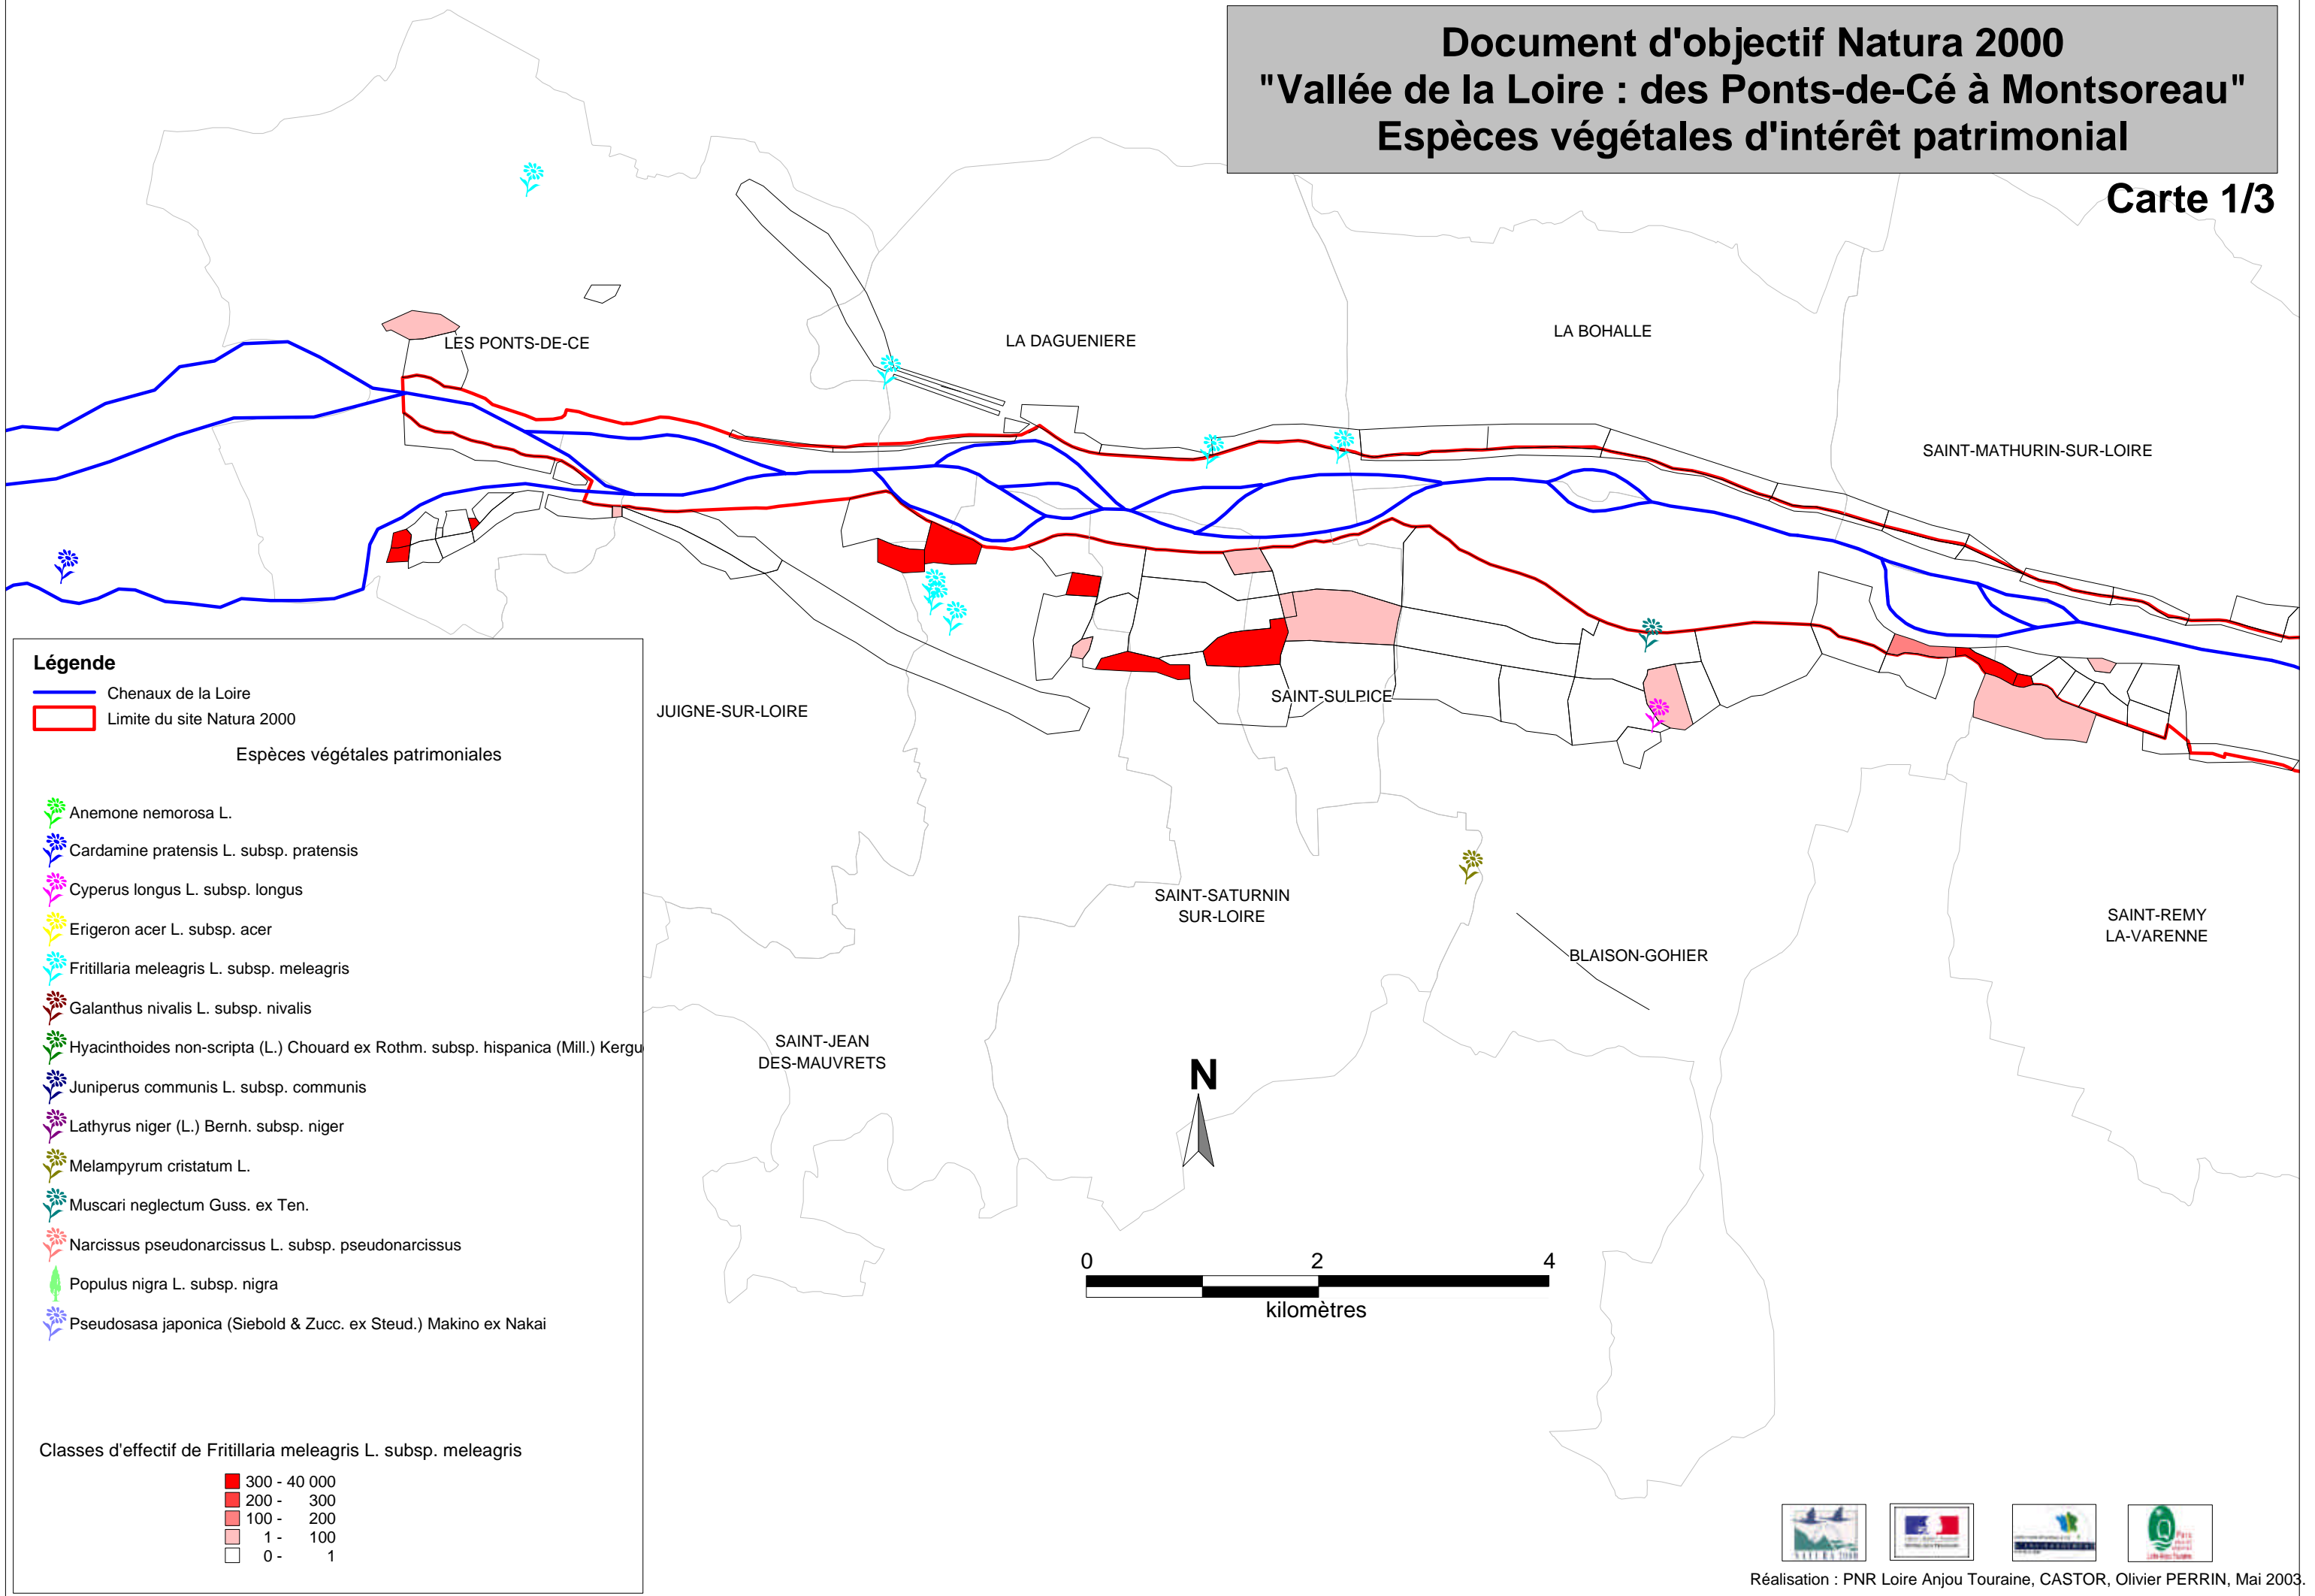 Document d'objectif Natura 2000
"Vallée de la Loire : des Ponts-de-Cé à Montsoreau"
Espèces végétales d'intérêt patrimonial
Carte 1/3
LES PONTS-DE-CE
LA DAGUENIERE
LA BOHALLE
SAINT-MATHURIN-SUR-LOIRE
JUIGNE-SUR-LOIRE
SAINT-SULPICE
SAINT-SATURNIN
SUR-LOIRE
BLAISON-GOHIER
SAINT-REMY
LA-VARENNE
SAINT-JEAN
DES-MAUVRETS
N
0 2 4
kilomètres
Légende
Chenaux de la Loire
Limite du site Natura 2000
Espèces végétales patrimoniales
Anemone nemorosa L.
Cardamine pratensis L. subsp. pratensis
Cyperus longus L. subsp. longus
Erigeron acer L. subsp. acer
Fritillaria meleagris L. subsp. meleagris
Galanthus nivalis L. subsp. nivalis
Hyacinthoides non-scripta (L.) Chouard ex Rothm. subsp. hispanica (Mill.) Kergu
Juniperus communis L. subsp. communis
Lathyrus niger (L.) Bernh. subsp. niger
Melampyrum cristatum L.
Muscari neglectum Guss. ex Ten.
Narcissus pseudonarcissus L. subsp. pseudonarcissus
Populus nigra L. subsp. nigra
Pseudosasa japonica (Siebold & Zucc. ex Steud.) Makino ex Nakai
Classes d'effectif de Fritillaria meleagris L. subsp. meleagris
300 - 40 000
200 - 300
100 - 200
1 - 100
0 - 1
NATURA 2000
Réalisation : PNR Loire Anjou Touraine, CASTOR, Olivier PERRIN, Mai 2003.